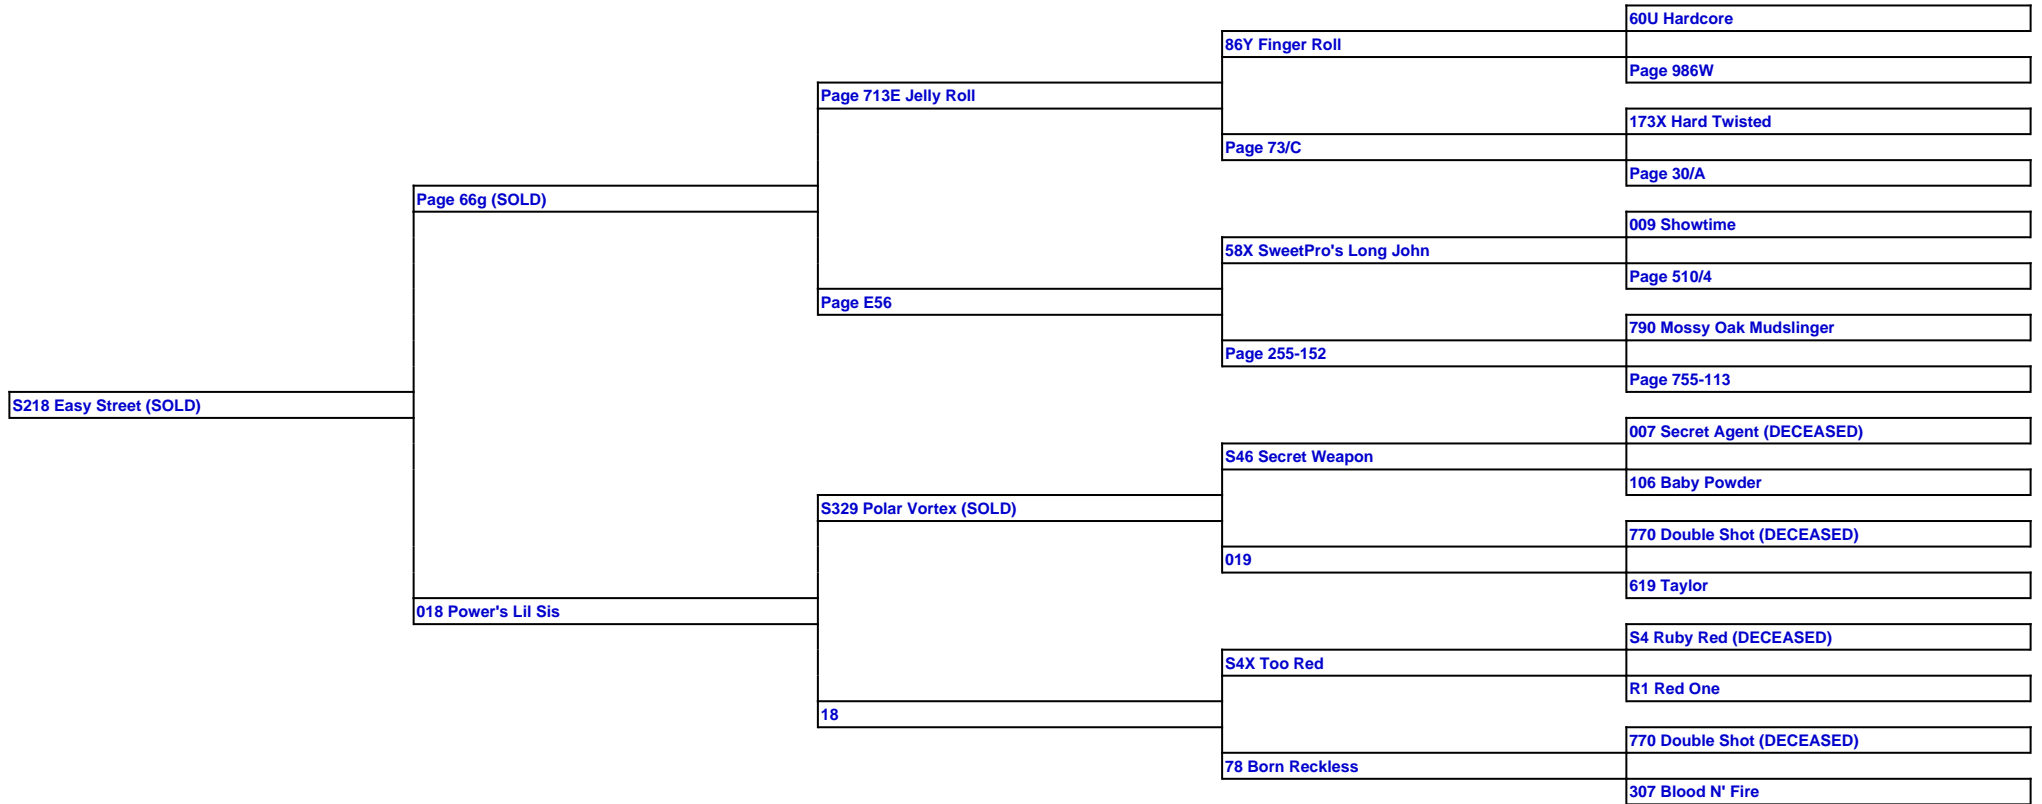 60U Hardcore
86Y Finger Roll
Page 986W
Page 713E Jelly Roll
173X Hard Twisted
Page 73/C
Page 30/A
Page 66g (SOLD)
009 Showtime
58X SweetPro's Long John
Page 510/4
Page E56
790 Mossy Oak Mudslinger
Page 255-152
Page 755-113
S218 Easy Street (SOLD)
007 Secret Agent (DECEASED)
S46 Secret Weapon
106 Baby Powder
S329 Polar Vortex (SOLD)
770 Double Shot (DECEASED)
019
619 Taylor
018 Power's Lil Sis
S4 Ruby Red (DECEASED)
S4X Too Red
R1 Red One
18
770 Double Shot (DECEASED)
78 Born Reckless
307 Blood N' Fire